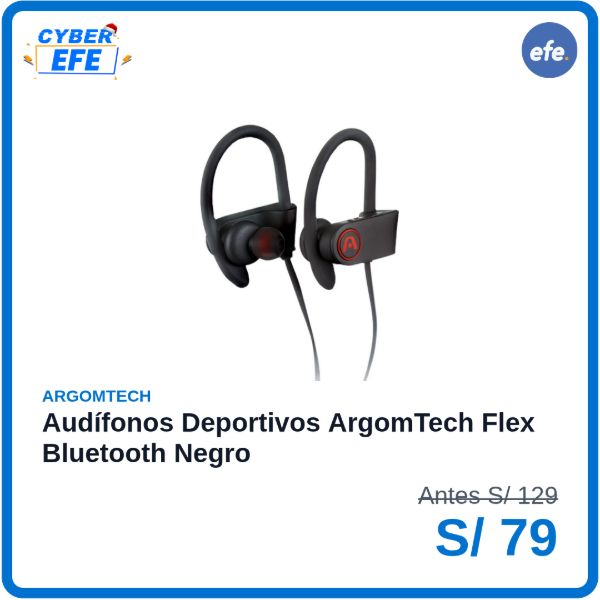 CYBER
EFE
efe.
A
ARGOMTECH
Audífonos Deportivos ArgomTech Flex
Bluetooth Negro
Antes S/ 129
S/ 79